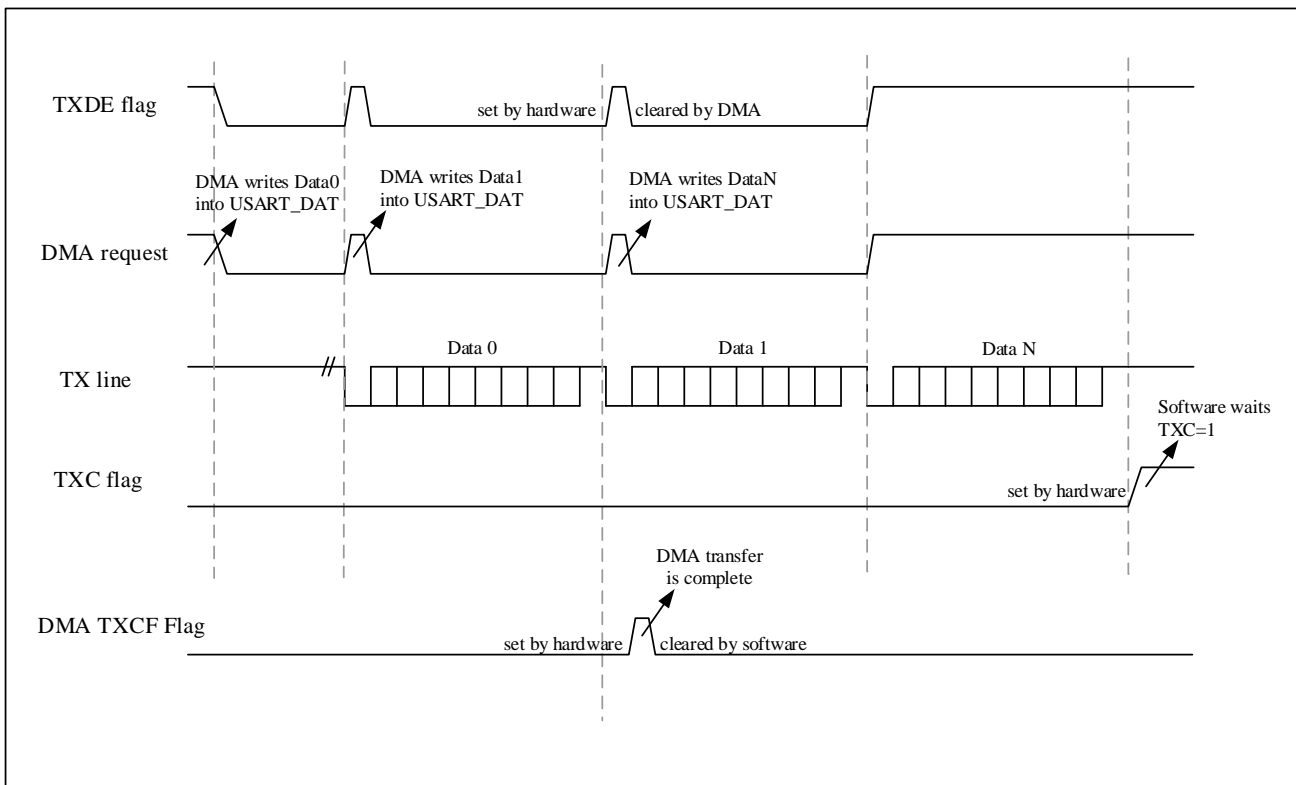 TXDE flag
set by hardware
cleared by DMA
DMA writes Data0
into USART_DAT
DMA writes Data1
into USART_DAT
DMA writes DataN
into USART_DAT
DMA request
Data 0
Data 1
Data N
TX line
Software waits
TXC=1
TXC flag
set by hardware
DMA transfer
is complete
DMA TXCF Flag
set by hardware
cleared by software